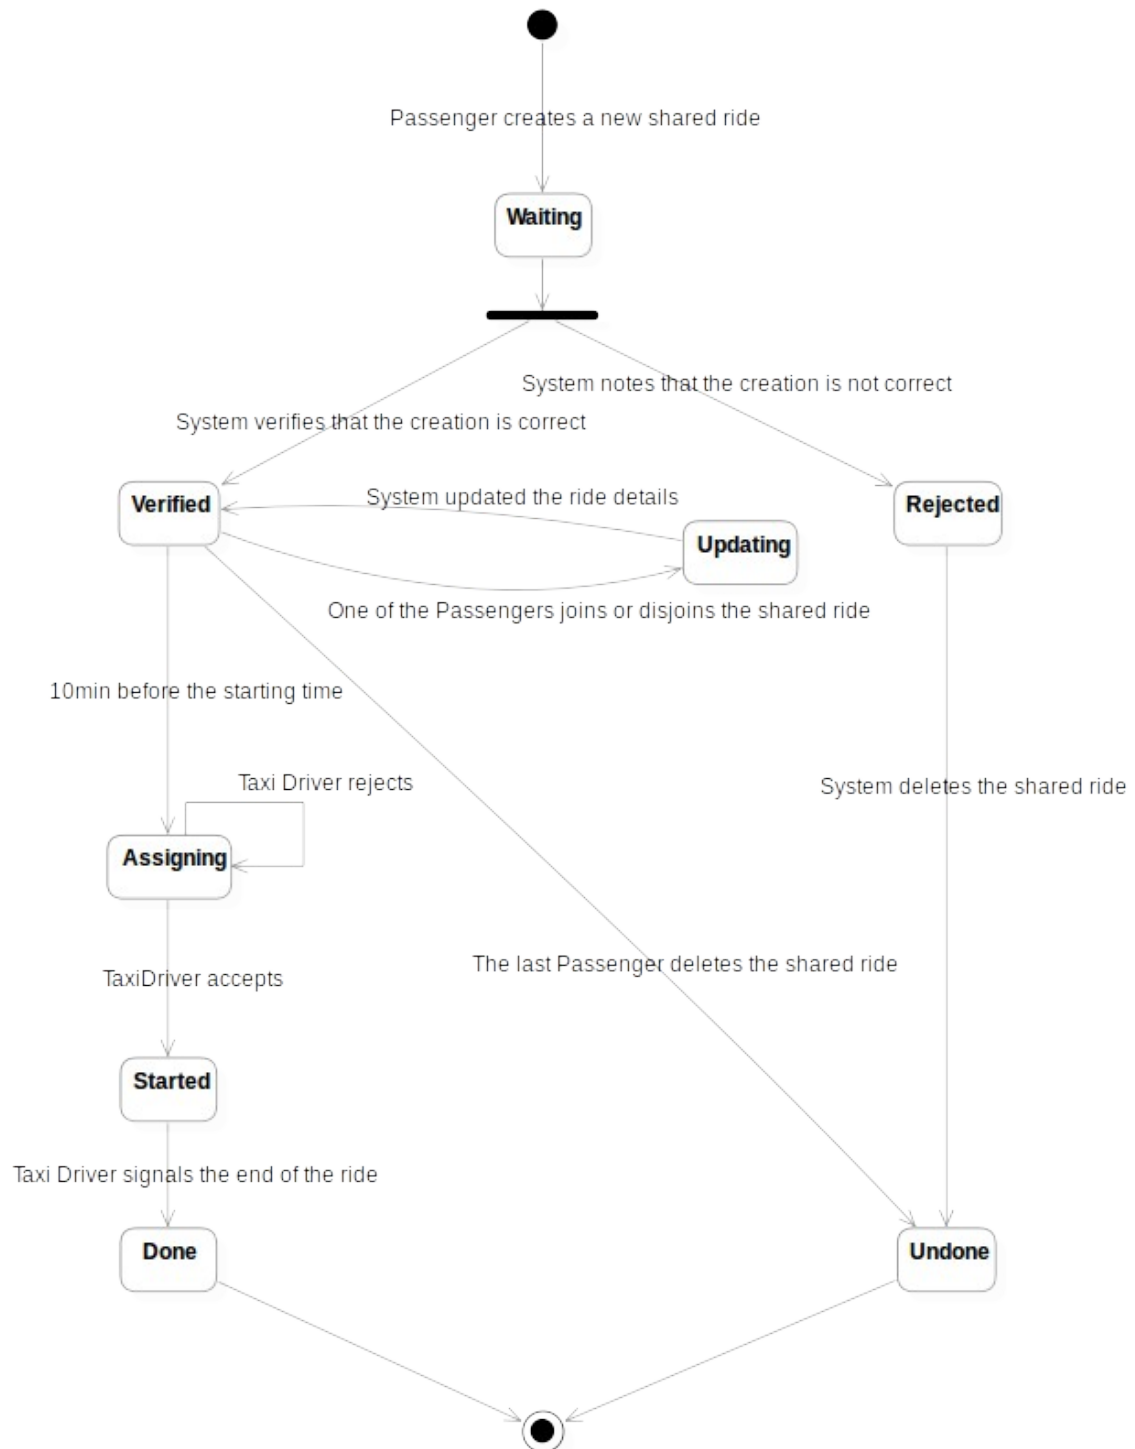 Passenger creates a new shared ride
Waiting
System notes that the creation is not correct
System verifies that the creation is correct
Verified
System updated the ride details
Rejected
Updating
One of the Passengers joins or disjoins the shared ride
10min before the starting time
Taxi Driver rejects
System deletes the shared ride
Assigning
The last Passenger deletes the shared ride
TaxiDriver accepts
Started
Taxi Driver signals the end of the ride
Done
Undone